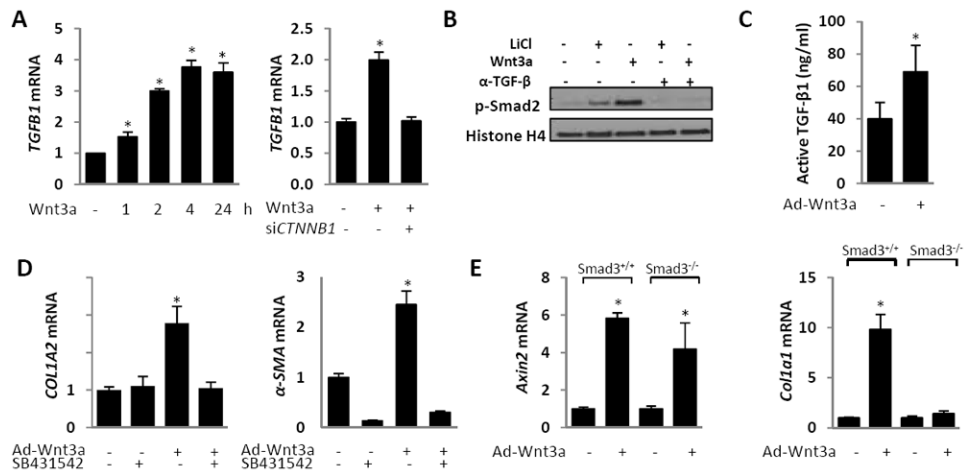 A
TGFB1 mRNA
5
4
3
2
1
0
*
*
*
*
Wnt3a - 1 2 4 24 h
TGFB1 mRNA
2.5
2.0
1.5
1.0
0.5
0.0
*
Wnt3a - + +
siCTNNB1 - - +
B
LiCl - + - + -
Wnt3a - - + - +
α-TGF-β - - - + +
p-Smad2
Histone H4
C
Active TGF-β1 (ng/ml)
100
80
60
40
20
0
*
Ad-Wnt3a - +
D
COL1A2 mRNA
1
*
Ad-Wnt3a - - + +
SB431542 - + - +
α-SMA mRNA
3
2
1
0
*
Ad-Wnt3a - - + +
SB431542 - + - +
E
Smad3+/+ Smad3-/-
Axin2 mRNA
8
6
4
2
0
*
*
Ad-Wnt3a - + - +
Smad3+/+ Smad3-/-
Col1a1 mRNA
15
10
5
0
*
Ad-Wnt3a - + - +